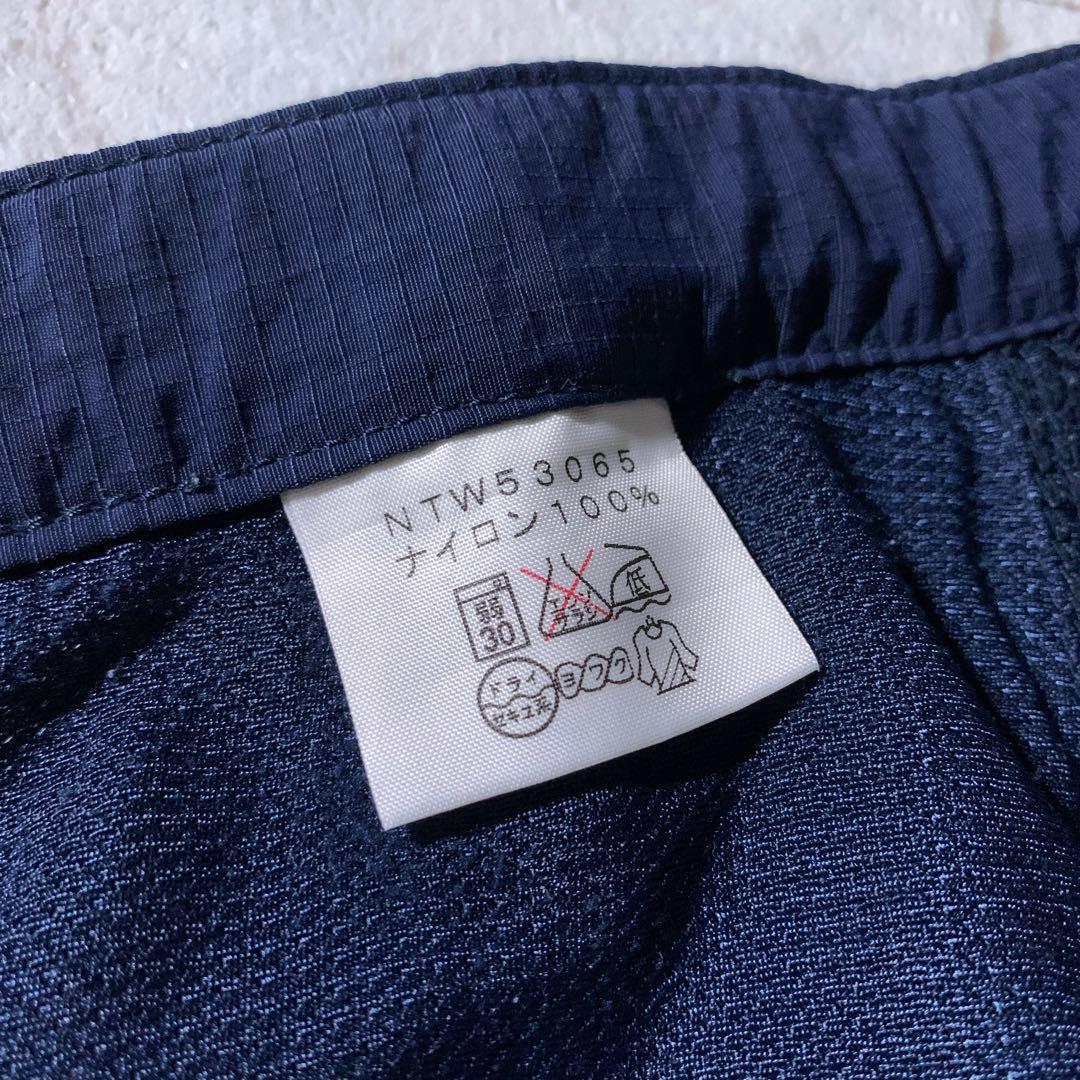 NTW53065
ナイロン100%
弱 30 エンソ サラシ 低
ドライ セキユ系 ヨワク